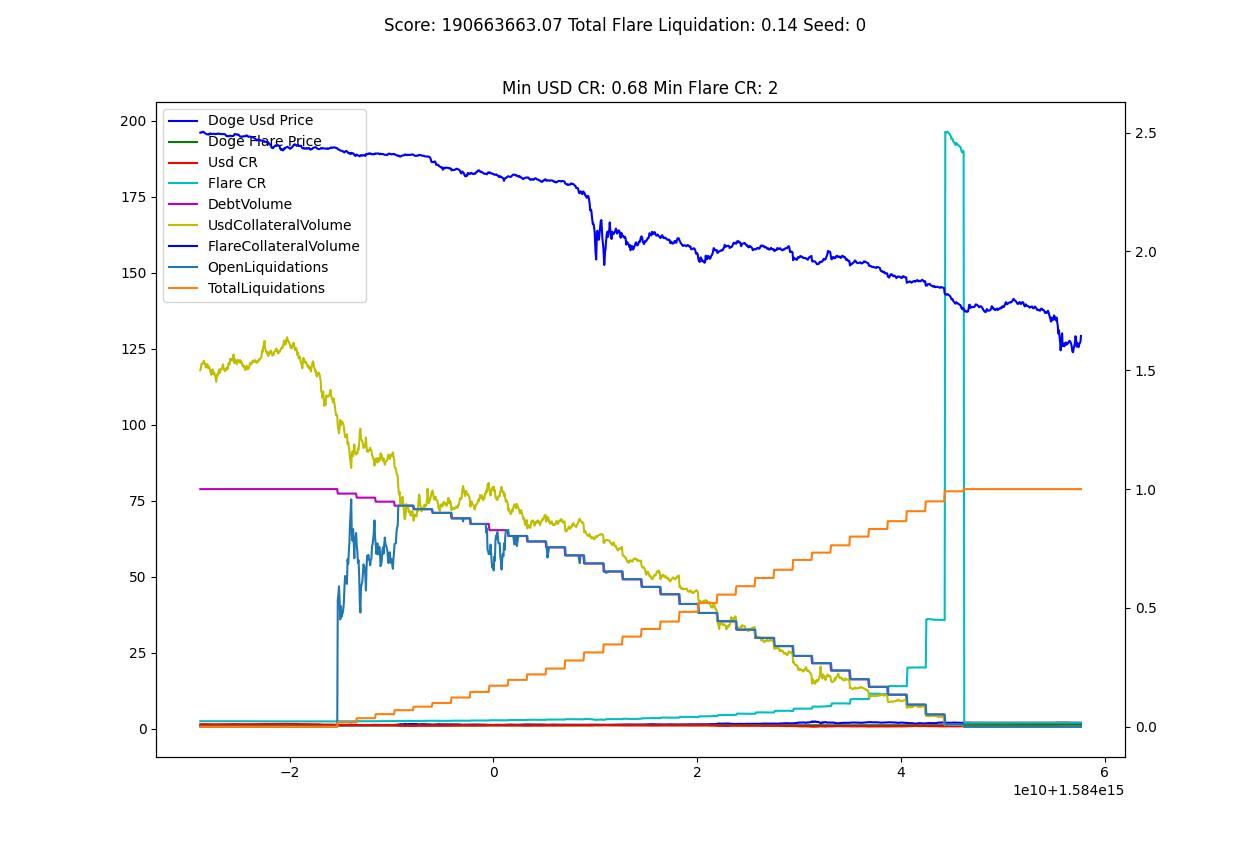 Score: 190663663.07 Total Flare Liquidation: 0.14 Seed: 0
Min USD CR: 0.68 Min Flare CR: 2
Doge Usd Price
Doge Flare Price
Usd CR
Flare CR
DebtVolume
UsdCollateralVolume
FlareCollateralVolume
OpenLiquidations
TotalLiquidations
200
175
150
125
100
75
50
25
0
2.5
2.0
1.5
1.0
0.5
0.0
−2
0
2
4
6
1e10+1.584e15